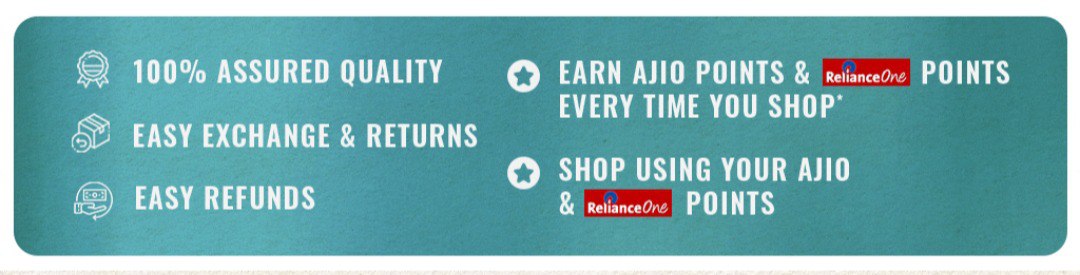 100% ASSURED QUALITY
EASY EXCHANGE & RETURNS
EASY REFUNDS
EARN AJIO POINTS & RelianceOne POINTS
EVERY TIME YOU SHOP*
SHOP USING YOUR AJIO
& RelianceOne POINTS